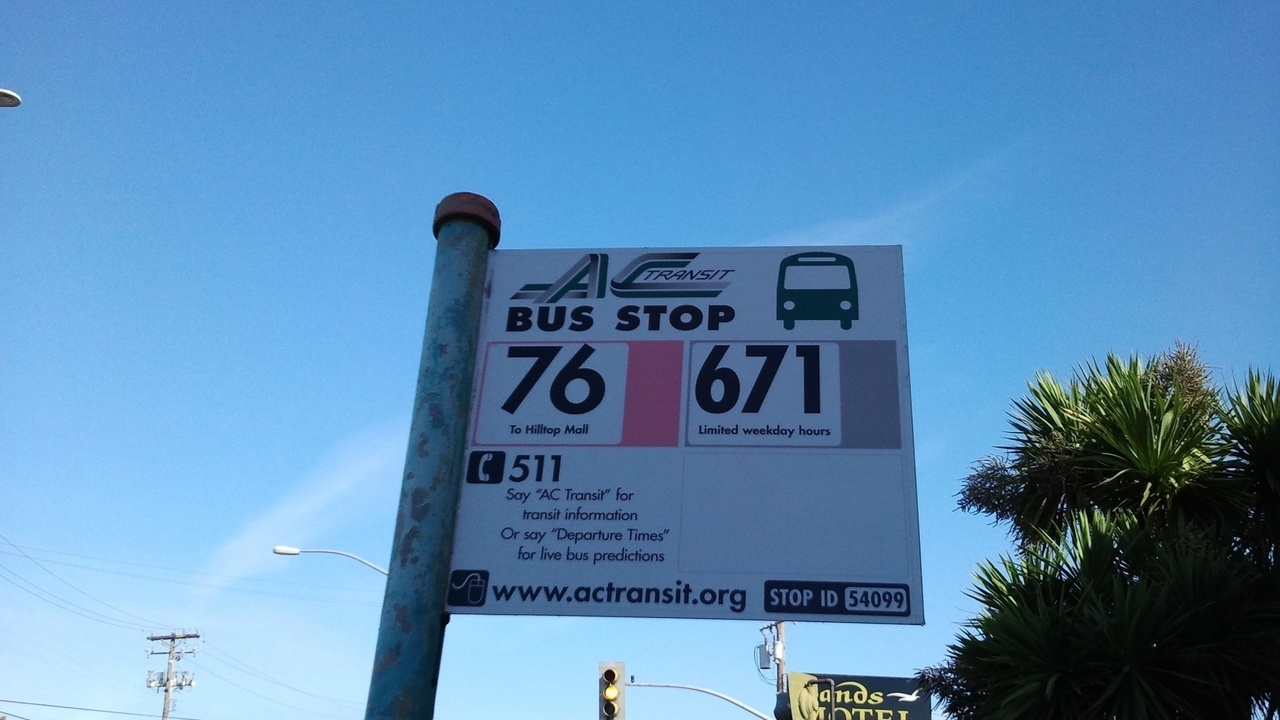 AC TRANSIT
BUS STOP
76
To Hilltop Mall
671
Limited weekday hours
511
Say "AC Transit" for
transit information
Or say "Departure Times"
for live bus predictions
www.actransit.org
STOP ID 54099
MOTEL